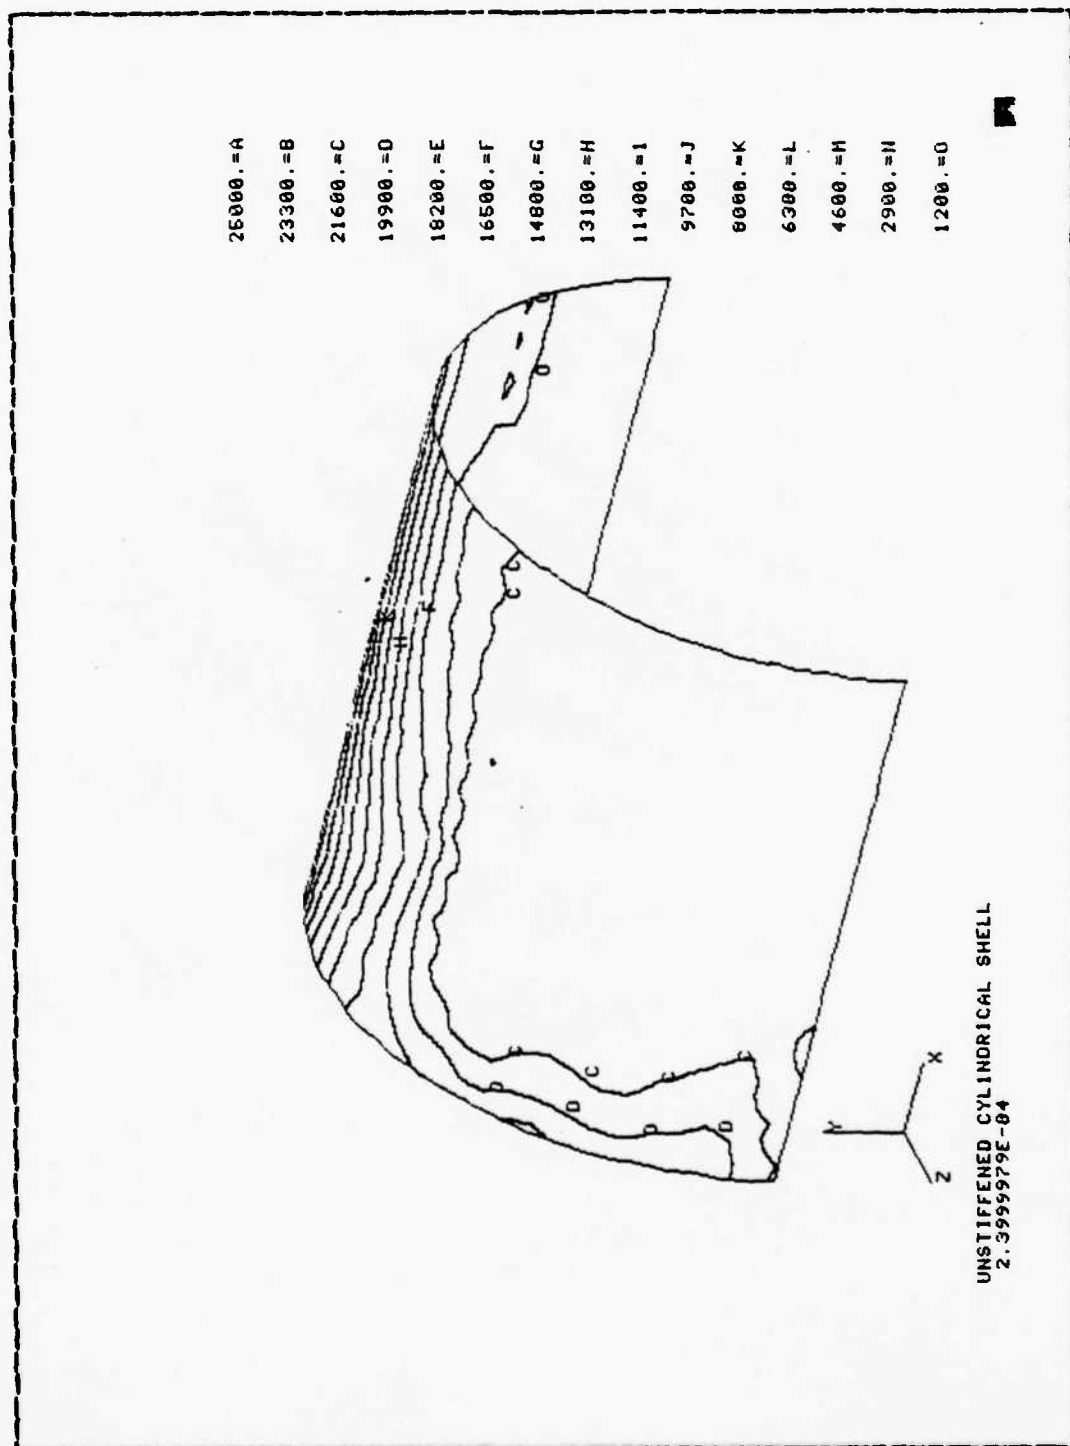 25000.=A
23300.=B
21600.=C
19900.=D
18200.=E
16500.=F
14800.=G
13100.=H
11400.=I
9700.=J
8000.=K
6300.=L
4600.=M
2900.=N
1200.=O
O
O
K
H
F
C
C
C
C
C
C
D
D
D
D
Y
X
Z
UNSTIFFENED CYLINDRICAL SHELL
2.3999979E-04